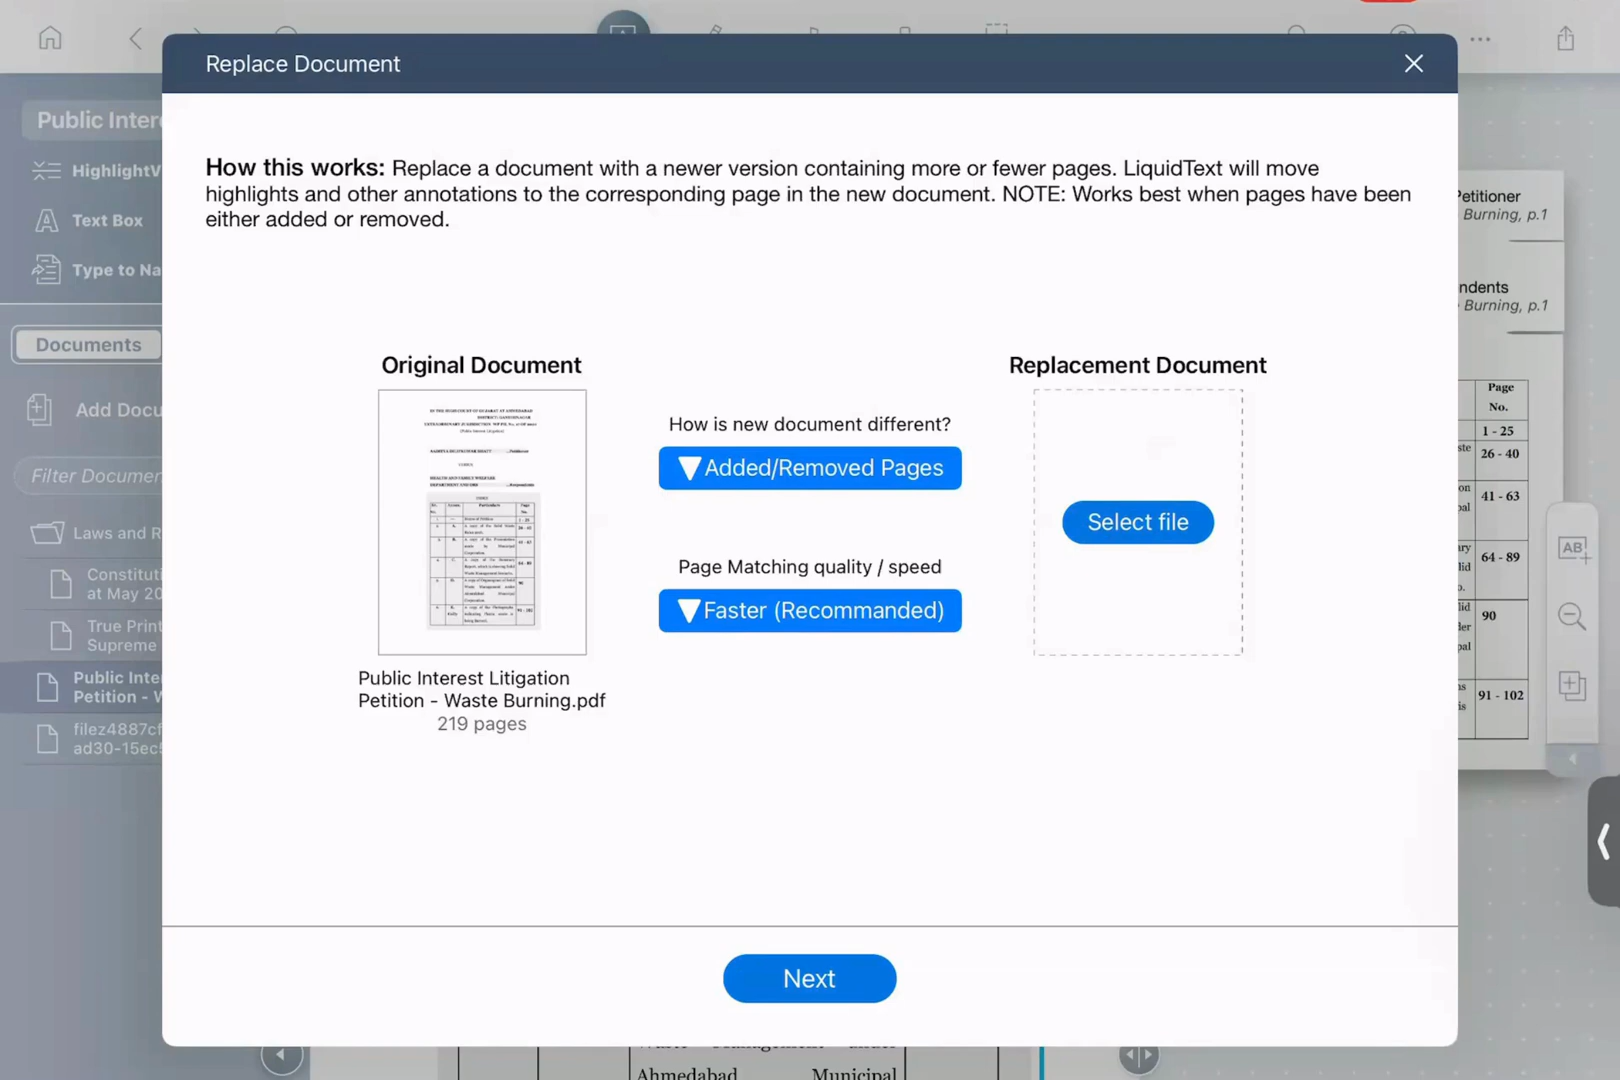 Replace Document
How this works: Replace a document with a newer version containing more or fewer pages. LiquidText will move
highlights and other annotations to the corresponding page in the new document. NOTE: Works best when pages have been
either added or removed.
Original Document
Public Interest Litigation
Petition - Waste Burning.pdf
219 pages
How is new document different?
Added/Removed Pages
Page Matching quality / speed
Faster (Recommanded)
Replacement Document
Select file
Next
Public Inter
HighlightV
Text Box
Type to Na
Documents
Add Docu
Filter Documen
Laws and R
Constituti
at May 20
True Print
Supreme
Public Inte
Petition - W
filez4887cf
ad30-15ec5
Petitioner
Burning, p.1
ndents
Burning, p.1
Page
No.
1 - 25
26 - 40
41 - 63
64 - 89
90
91 - 102
AB
Ahmedabad Municipal